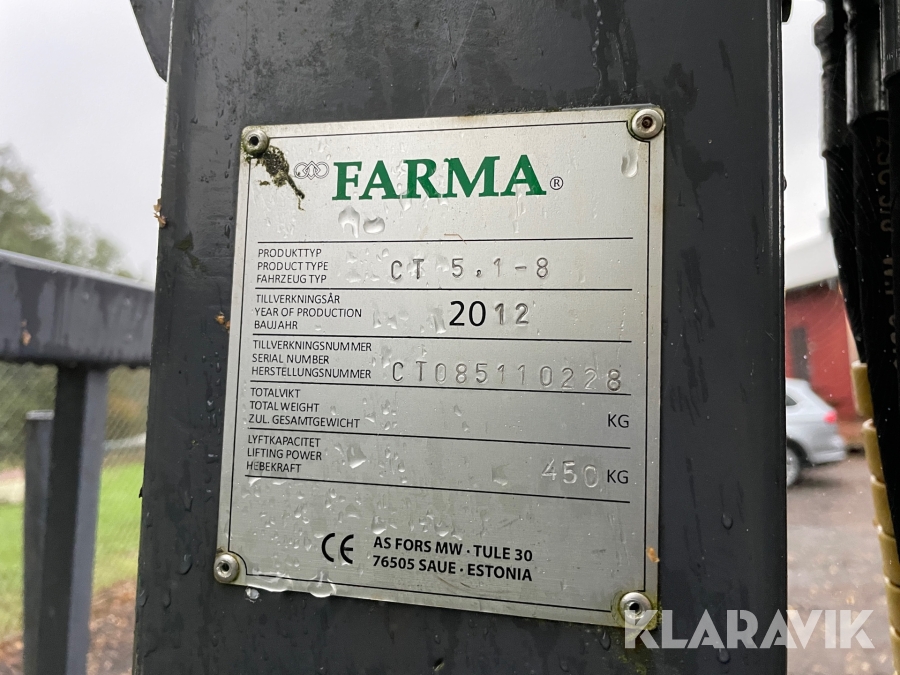 FARMA®
PRODUKTTYP
PRODUCT TYPE
FAHRZEUG TYP
CT 5.1-8
TILLVERKNINGSÅR
YEAR OF PRODUCTION
BAUJAHR
2012
TILLVERKNINGSNUMMER
SERIAL NUMBER
HERSTELLUNGSNUMMER
CT085110228
TOTALVIKT
TOTAL WEIGHT
ZUL. GESAMTGEWICHT
KG
LYFTKAPACITET
LIFTING POWER
HEBEKRAFT
450 KG
CE
AS FORS MW · TULE 30
76505 SAUE · ESTONIA
KLARAVIK